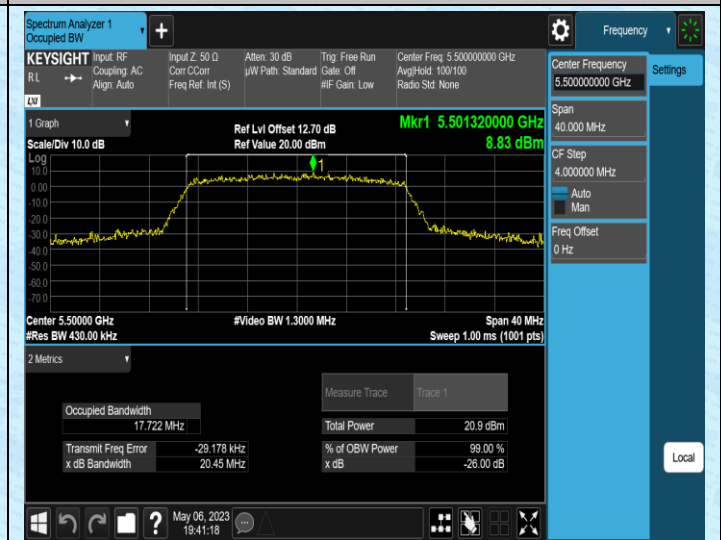 Spectrum Analyzer 1
Occupied BW
Frequency
KEYSIGHT
RL
LXI
Input: RF
Coupling: AC
Align: Auto
Input Z: 50 Ω
Corr CCorr
Freq Ref: Int (S)
Atten: 30 dB
µW Path: Standard
Trig: Free Run
Gate: Off
#IF Gain: Low
Center Freq: 5.500000000 GHz
Avg|Hold: 100/100
Radio Std: None
Center Frequency
5.500000000 GHz
Settings
Span
40.000 MHz
CF Step
4.000000 MHz
Auto
Man
Freq Offset
0 Hz
Local
1 Graph
Scale/Div 10.0 dB
Ref Lvl Offset 12.70 dB
Ref Value 20.00 dBm
Mkr1 5.501320000 GHz
8.83 dBm
Log
10.0
0.00
-10.0
-20.0
-30.0
-40.0
-50.0
-60.0
-70.0
1
Center 5.50000 GHz
#Res BW 430.00 kHz
#Video BW 1.3000 MHz
Span 40 MHz
Sweep 1.00 ms (1001 pts)
2 Metrics
Measure Trace Trace 1
Occupied Bandwidth
17.722 MHz
Total Power 20.9 dBm
Transmit Freq Error -29.178 kHz
x dB Bandwidth 20.45 MHz
% of OBW Power 99.00 %
x dB -26.00 dB
?
May 06, 2023
19:41:18